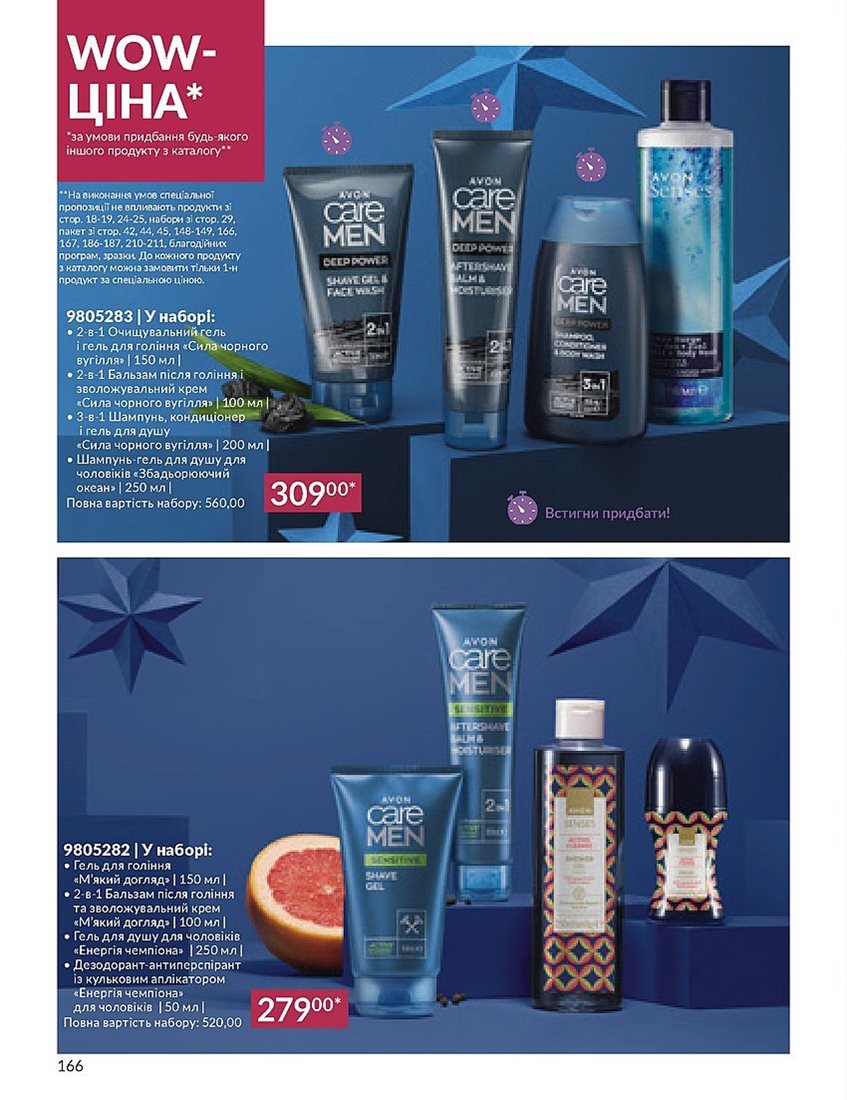 WOW-
ЦІНА*
*за умови придбання будь-якого
іншого продукту з каталогу**
**На виконання умов спеціальної
пропозиції не впливають продукти зі
стор. 18-19, 24-25, набори зі стор. 29,
пакет зі стор. 42, 44, 45, 148-149, 166,
167, 186-187, 210-211, благодійних
програм, зразки. До кожного продукту
з каталогу можна замовити тільки 1-н
продукт за спеціальною ціною.
9805283 | У наборі:
• 2-в-1 Очищувальний гель
і гель для гоління «Сила чорного
вугілля» | 150 мл |
• 2-в-1 Бальзам після гоління і
зволожувальний крем
«Сила чорного вугілля» | 100 мл |
• 3-в-1 Шампунь, кондиціонер
і гель для душу
«Сила чорного вугілля» | 200 мл |
• Шампунь-гель для душу для
чоловіків «Збадьорюючий
океан» | 250 мл |
Повна вартість набору: 560,00
30900*
Встигни придбати!
AVON
care
MEN
DEEP POWER
SHAVE GEL &
FACE WASH
2in1
AVON
care
MEN
DEEP POWER
AFTERSHAVE
BALM &
MOISTURISER
2in1
AVON
care
MEN
DEEP POWER
SHAMPOO,
CONDITIONER
& BODY WASH
3in1
AVON
Senses
9805282 | У наборі:
• Гель для гоління
«М'який догляд» | 150 мл |
• 2-в-1 Бальзам після гоління
та зволожувальний крем
«М'який догляд» | 100 мл |
• Гель для душу для чоловіків
«Енергія чемпіона» | 250 мл |
• Дезодорант-антиперспірант
із кульковим аплікатором
«Енергія чемпіона»
для чоловіків | 50 мл |
Повна вартість набору: 520,00
27900*
AVON
care
MEN
SENSITIVE
SHAVE
GEL
AVON
care
MEN
SENSITIVE
AFTERSHAVE
BALM &
MOISTURISER
2in1
AVON
SENSES
SHOWER
166